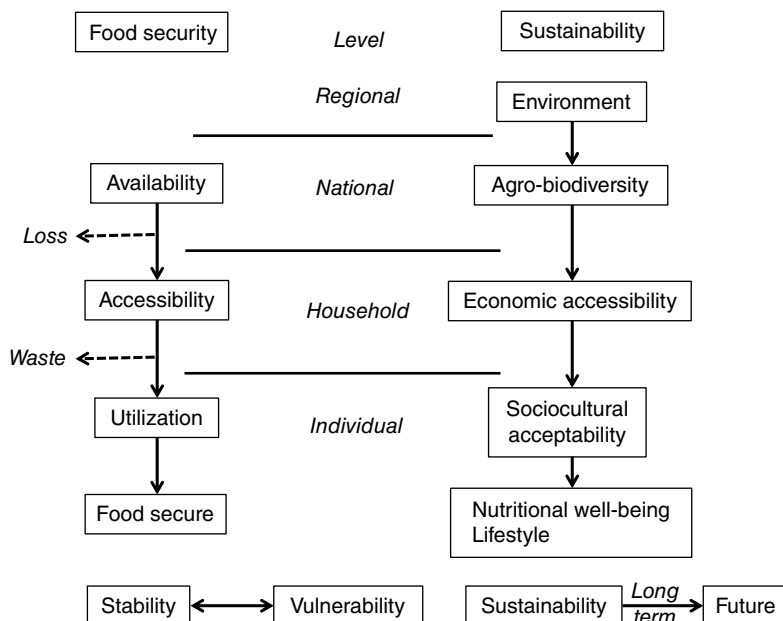 Food security
Level
Sustainability
Regional
Environment
Availability
National
Agro-biodiversity
Loss
Accessibility
Household
Economic accessibility
Waste
Utilization
Individual
Sociocultural
acceptability
Food secure
Nutritional well-being
Lifestyle
Stability
Vulnerability
Sustainability
Long
term
Future